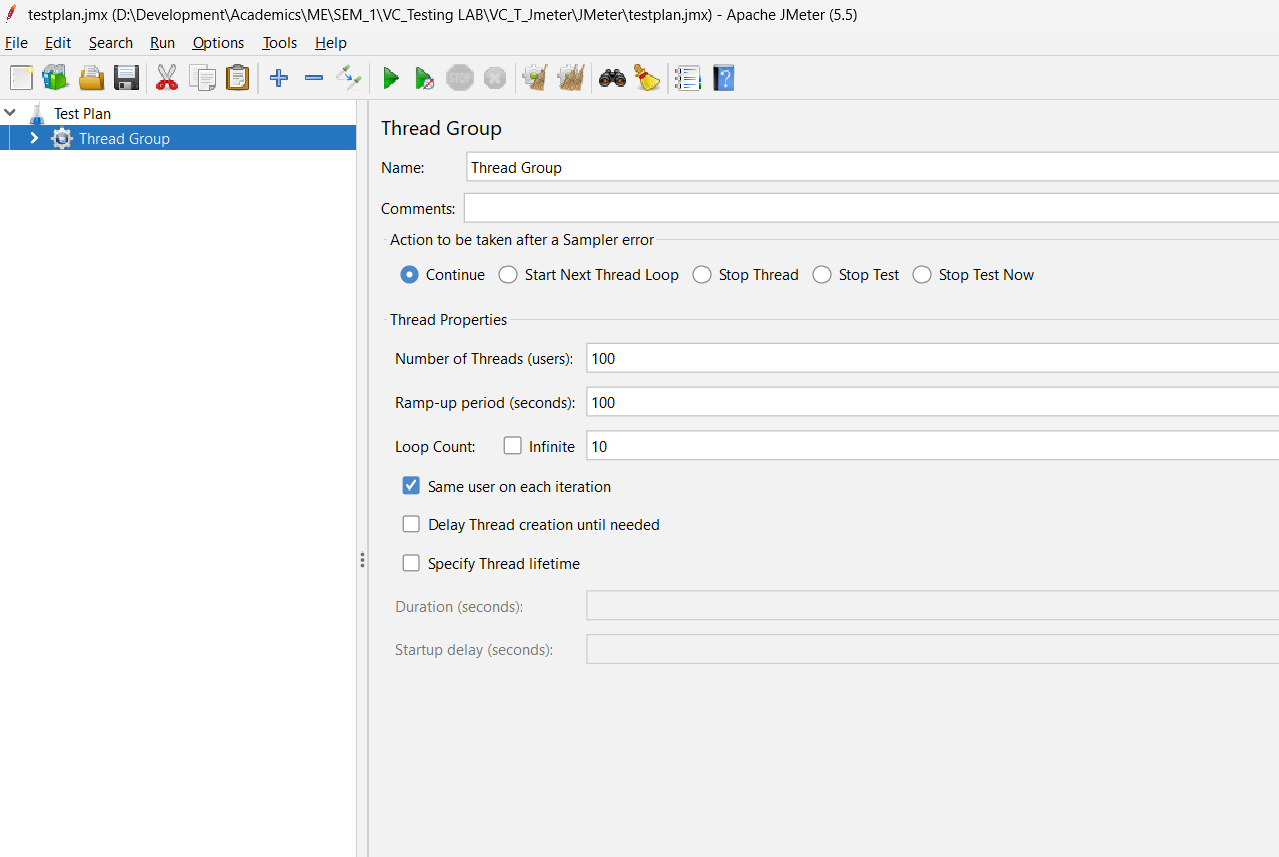 testplan.jmx (D:\Development\Academics\ME\SEM_1\VC_Testing LAB\VC_T_Jmeter\JMeter\testplan.jmx) - Apache JMeter (5.5)
File Edit Search Run Options Tools Help
STOP
Test Plan
Thread Group
Thread Group
Name: Thread Group
Comments:
Action to be taken after a Sampler error
Continue Start Next Thread Loop Stop Thread Stop Test Stop Test Now
Thread Properties
Number of Threads (users): 100
Ramp-up period (seconds): 100
Loop Count: Infinite 10
Same user on each iteration
Delay Thread creation until needed
Specify Thread lifetime
Duration (seconds):
Startup delay (seconds):